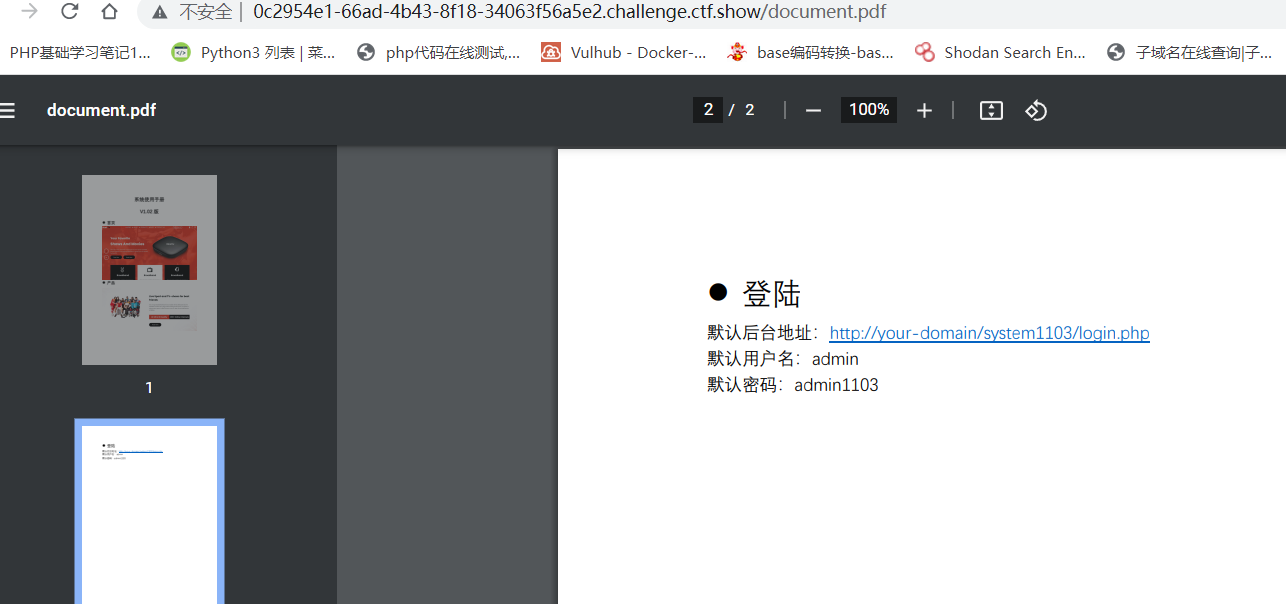 不安全 | 0c2954e1-66ad-4b43-8f18-34063f56a5e2.challenge.ctf.show/document.pdf
PHP基础学习笔记1... Python3 列表 | 菜... php代码在线测试,... Vulhub - Docker-... base编码转换-bas... Shodan Search En... 子域名在线查询|子...
document.pdf 2 / 2 100%
系统使用手册
V1.02 版
1
● 登陆
默认后台地址：http://your-domain/system1103/login.php
默认用户名：admin
默认密码：admin1103